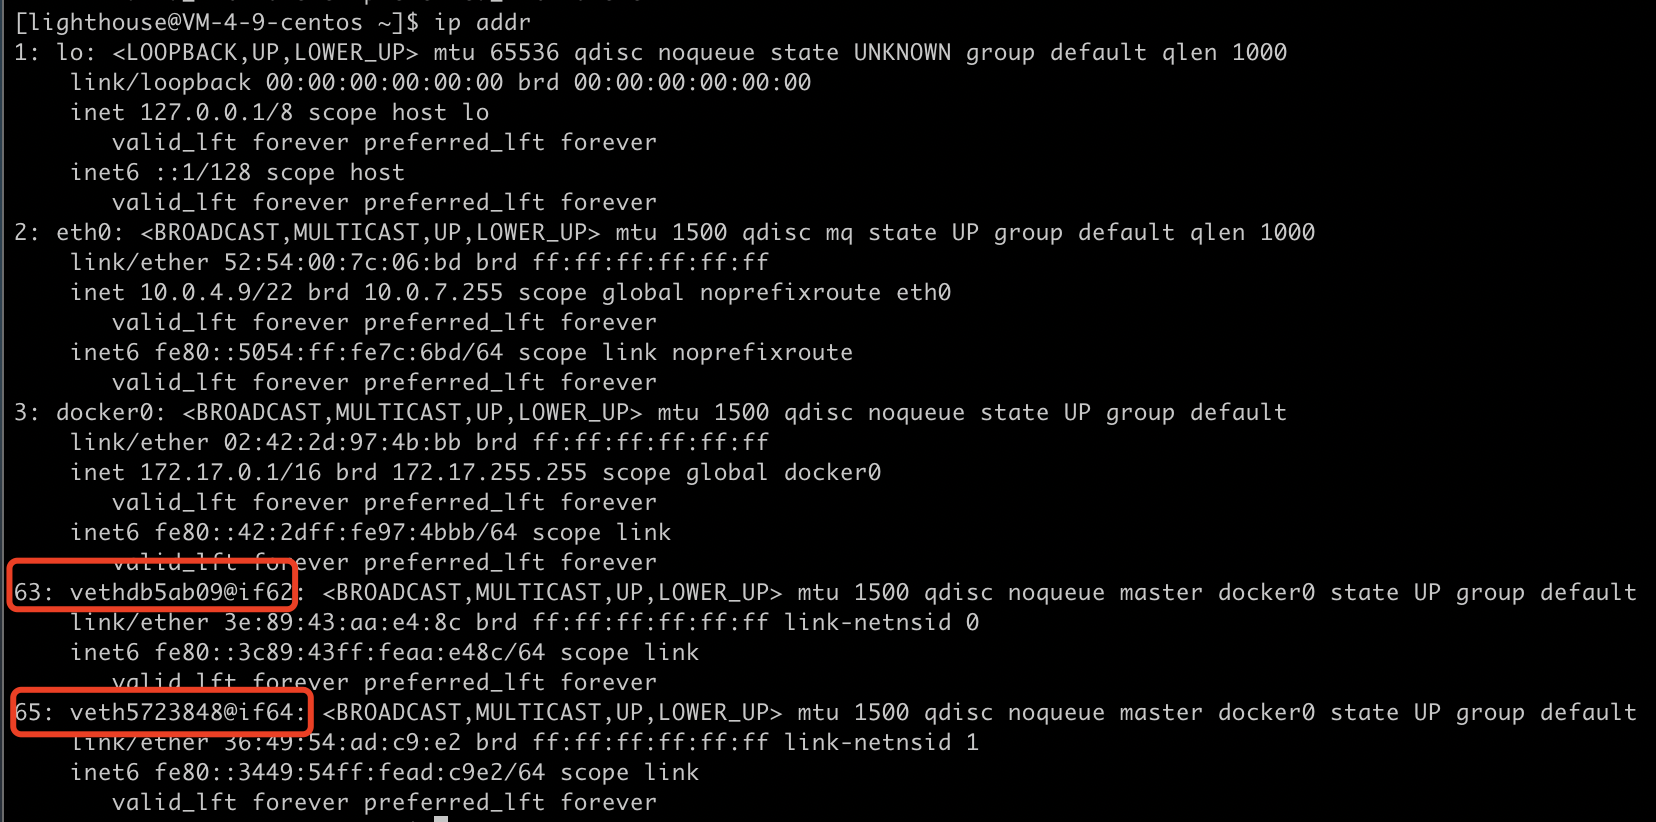 [lighthouse@VM-4-9-centos ~]$ ip addr
1: lo: <LOOPBACK,UP,LOWER_UP> mtu 65536 qdisc noqueue state UNKNOWN group default qlen 1000
    link/loopback 00:00:00:00:00:00 brd 00:00:00:00:00:00
    inet 127.0.0.1/8 scope host lo
       valid_lft forever preferred_lft forever
    inet6 ::1/128 scope host
       valid_lft forever preferred_lft forever
2: eth0: <BROADCAST,MULTICAST,UP,LOWER_UP> mtu 1500 qdisc mq state UP group default qlen 1000
    link/ether 52:54:00:7c:06:bd brd ff:ff:ff:ff:ff:ff
    inet 10.0.4.9/22 brd 10.0.7.255 scope global noprefixroute eth0
       valid_lft forever preferred_lft forever
    inet6 fe80::5054:ff:fe7c:6bd/64 scope link noprefixroute
       valid_lft forever preferred_lft forever
3: docker0: <BROADCAST,MULTICAST,UP,LOWER_UP> mtu 1500 qdisc noqueue state UP group default
    link/ether 02:42:2d:97:4b:bb brd ff:ff:ff:ff:ff:ff
    inet 172.17.0.1/16 brd 172.17.255.255 scope global docker0
       valid_lft forever preferred_lft forever
    inet6 fe80::42:2dff:fe97:4bbb/64 scope link
       valid_lft forever preferred_lft forever
63: vethdb5ab09@if62: <BROADCAST,MULTICAST,UP,LOWER_UP> mtu 1500 qdisc noqueue master docker0 state UP group default
    link/ether 3e:89:43:aa:e4:8c brd ff:ff:ff:ff:ff:ff link-netnsid 0
    inet6 fe80::3c89:43ff:feaa:e48c/64 scope link
       valid_lft forever preferred_lft forever
65: veth5723848@if64: <BROADCAST,MULTICAST,UP,LOWER_UP> mtu 1500 qdisc noqueue master docker0 state UP group default
    link/ether 36:49:54:ad:c9:e2 brd ff:ff:ff:ff:ff:ff link-netnsid 1
    inet6 fe80::3449:54ff:fead:c9e2/64 scope link
       valid_lft forever preferred_lft forever